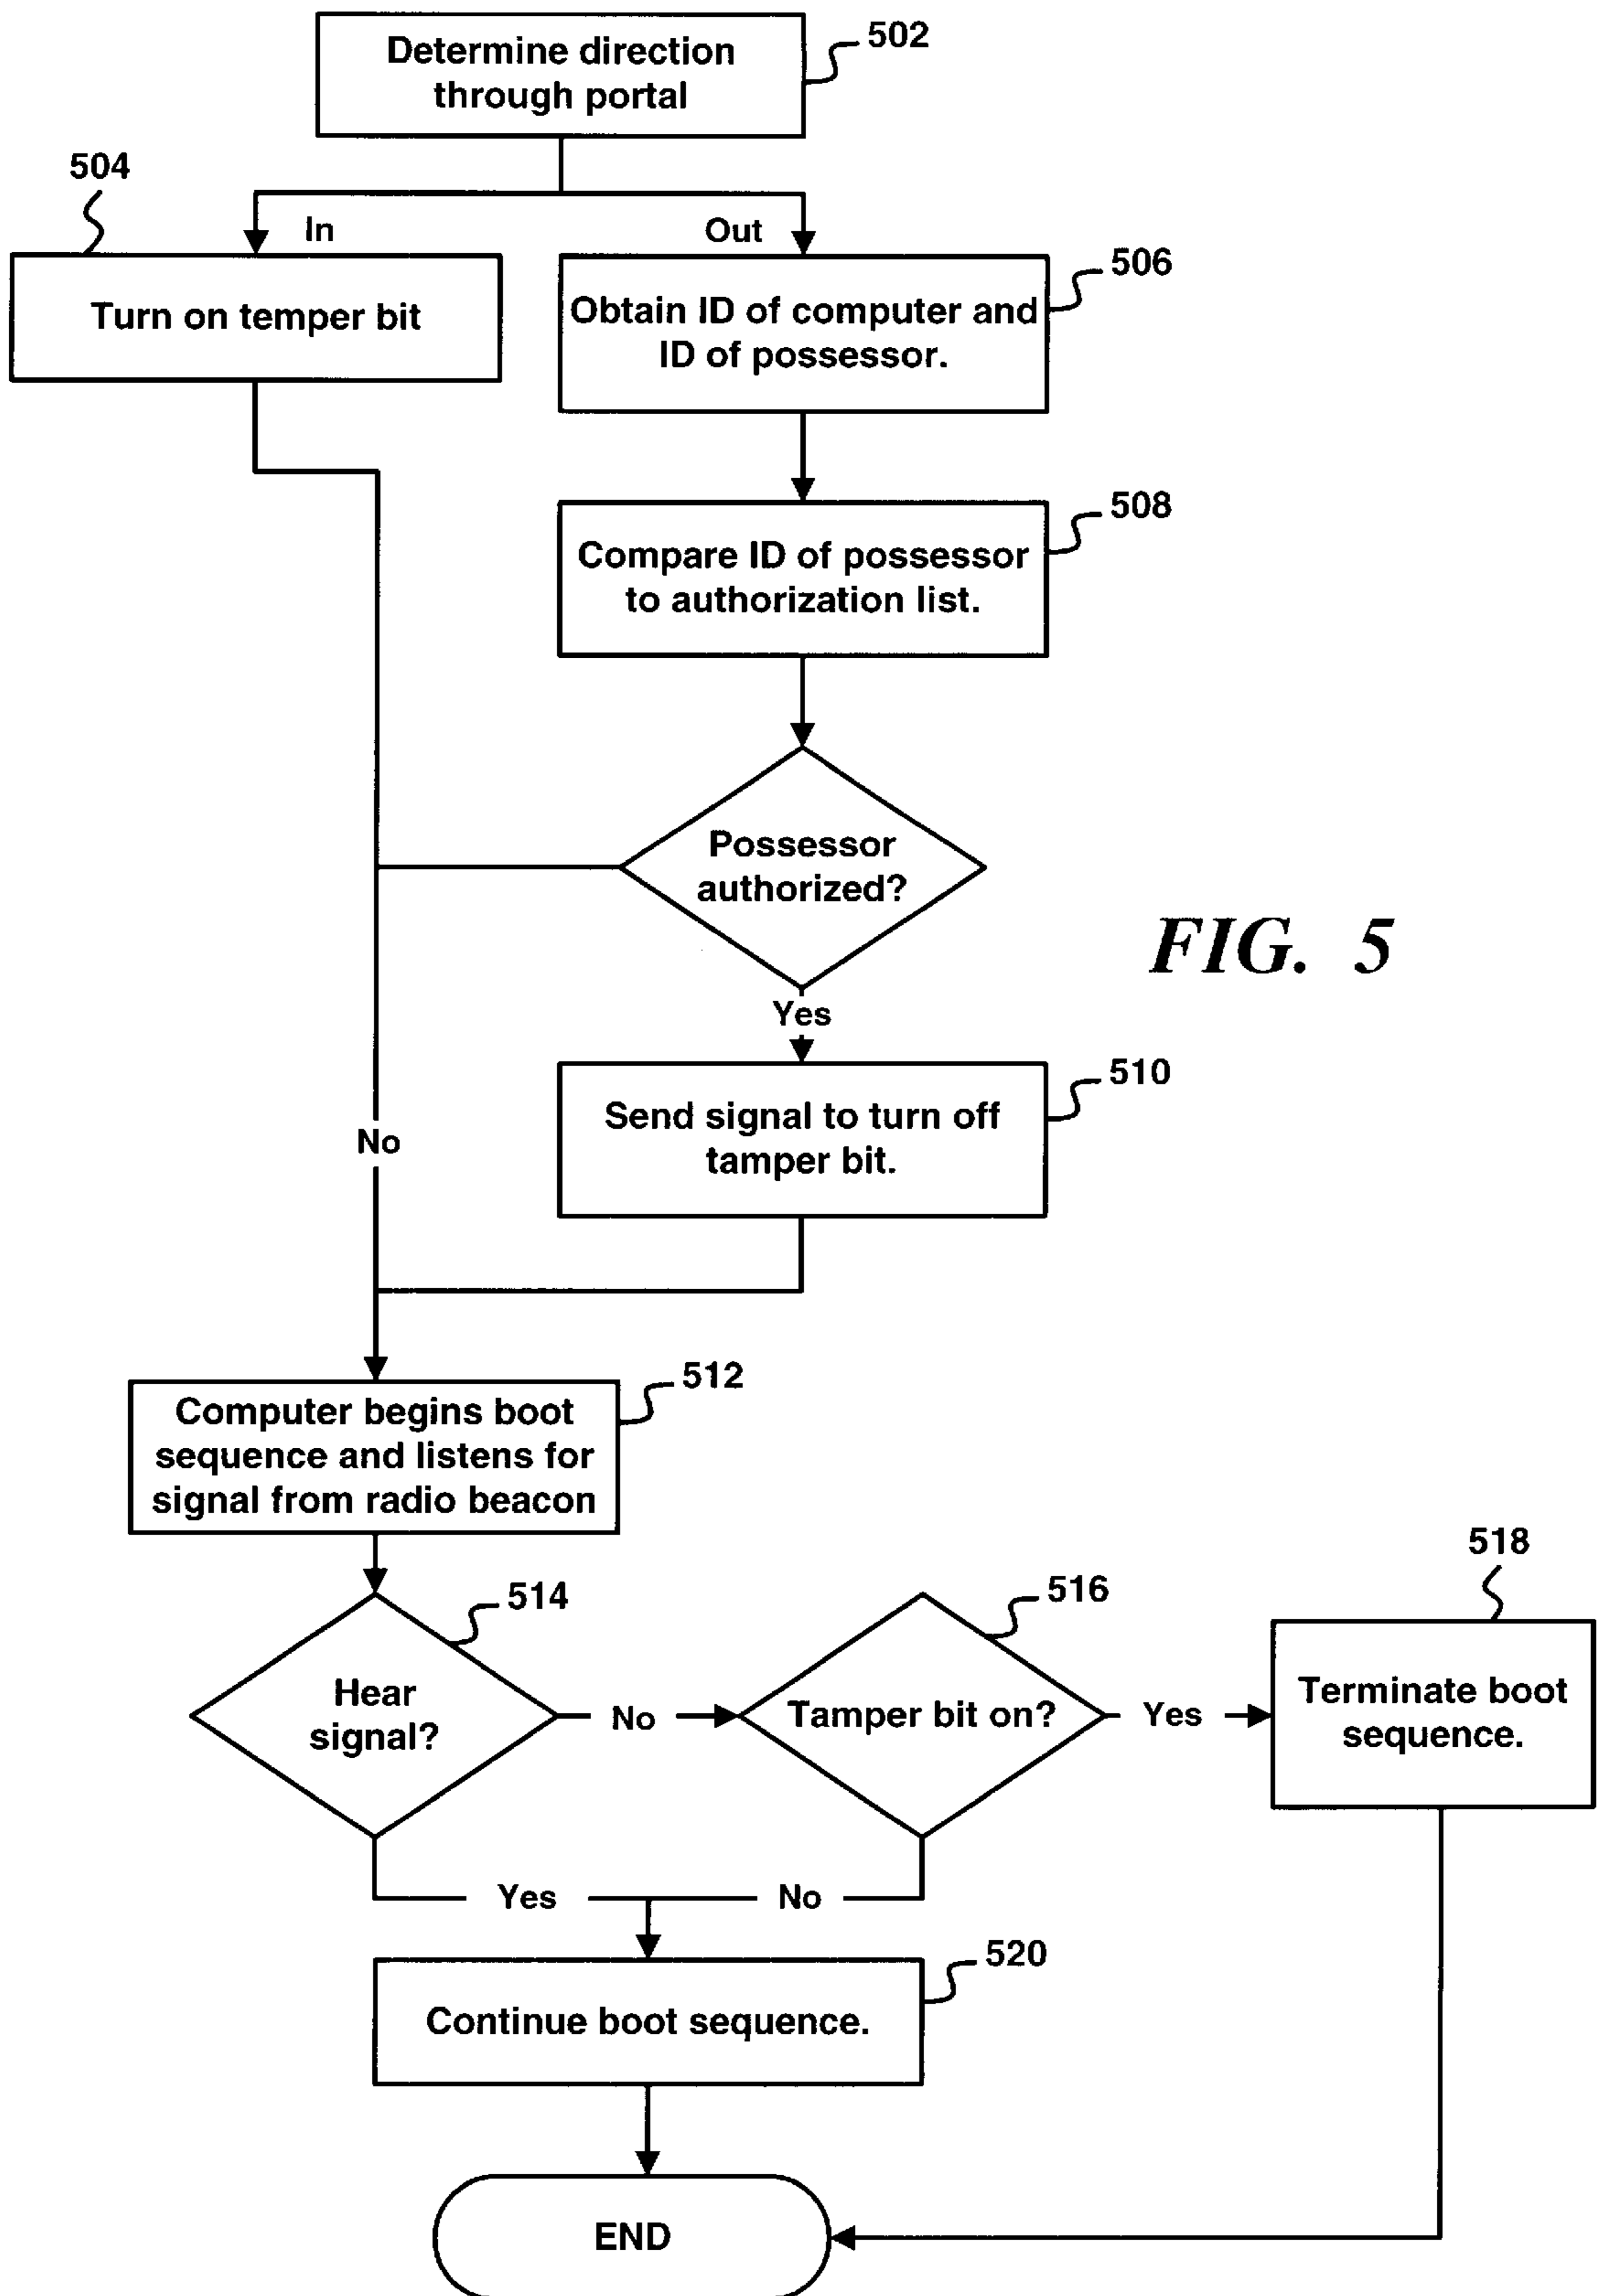 Determine direction
through portal
502
504
In
Out
Turn on temper bit
506
Obtain ID of computer and
ID of possessor.
508
Compare ID of possessor
to authorization list.
Possessor
authorized?
FIG. 5
Yes
510
Send signal to turn off
tamper bit.
No
512
Computer begins boot
sequence and listens for
signal from radio beacon
514
Hear
signal?
No
516
Tamper bit on?
Yes
518
Terminate boot
sequence.
Yes
No
520
Continue boot sequence.
END